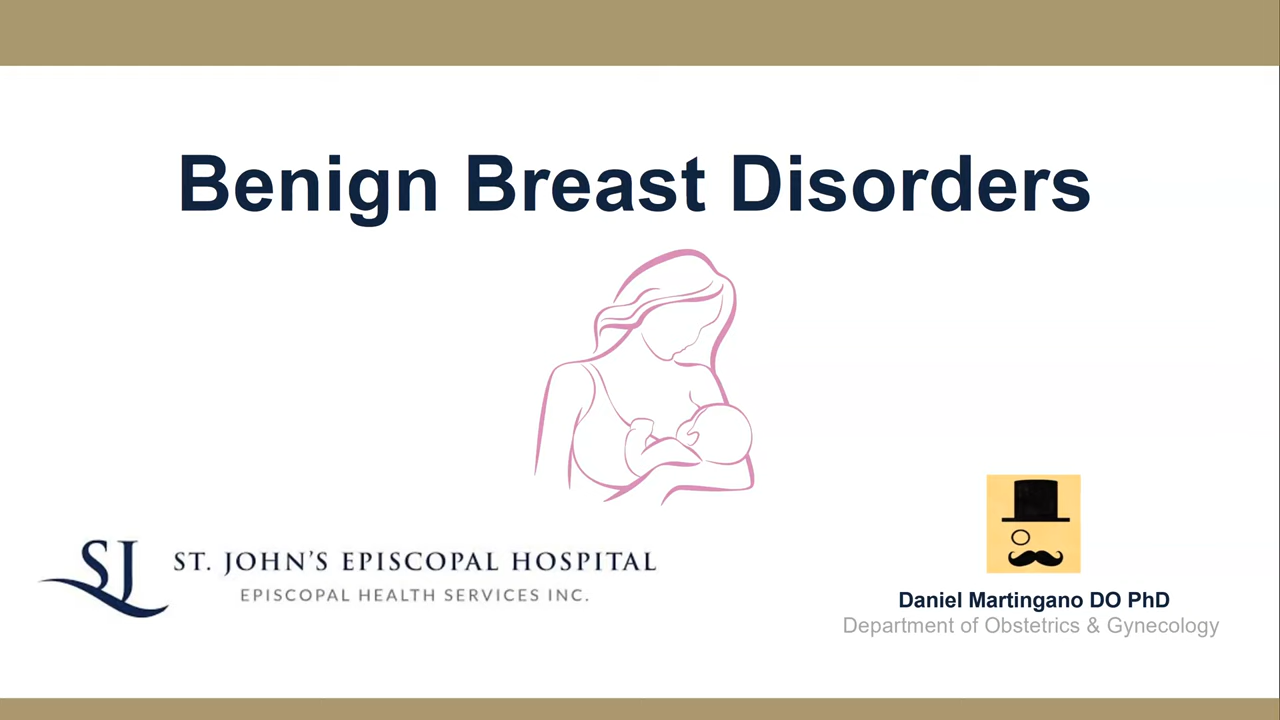 Benign Breast Disorders
SJ
ST. JOHN'S EPISCOPAL HOSPITAL
EPISCOPAL HEALTH SERVICES INC.
Daniel Martingano DO PhD
Department of Obstetrics & Gynecology